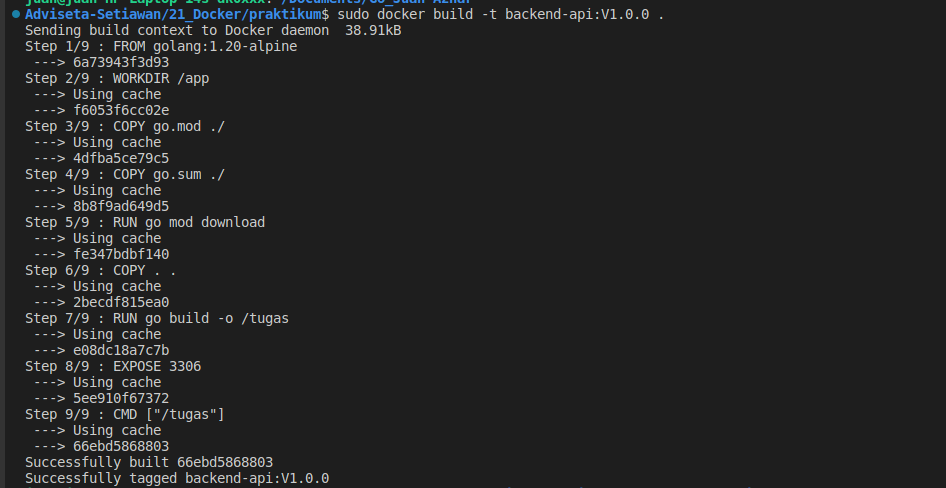 Adviseta-Setiawan/21_Docker/praktikum$ sudo docker build -t backend-api:V1.0.0 .
Sending build context to Docker daemon  38.91kB
Step 1/9 : FROM golang:1.20-alpine
 ---> 6a73943f3d93
Step 2/9 : WORKDIR /app
 ---> Using cache
 ---> f6053f6cc02e
Step 3/9 : COPY go.mod ./
 ---> Using cache
 ---> 4dfba5ce79c5
Step 4/9 : COPY go.sum ./
 ---> Using cache
 ---> 8b8f9ad649d5
Step 5/9 : RUN go mod download
 ---> Using cache
 ---> fe347bdbf140
Step 6/9 : COPY . .
 ---> Using cache
 ---> 2becdf815ea0
Step 7/9 : RUN go build -o /tugas
 ---> Using cache
 ---> e08dc18a7c7b
Step 8/9 : EXPOSE 3306
 ---> Using cache
 ---> 5ee910f67372
Step 9/9 : CMD ["/tugas"]
 ---> Using cache
 ---> 66ebd5868803
Successfully built 66ebd5868803
Successfully tagged backend-api:V1.0.0